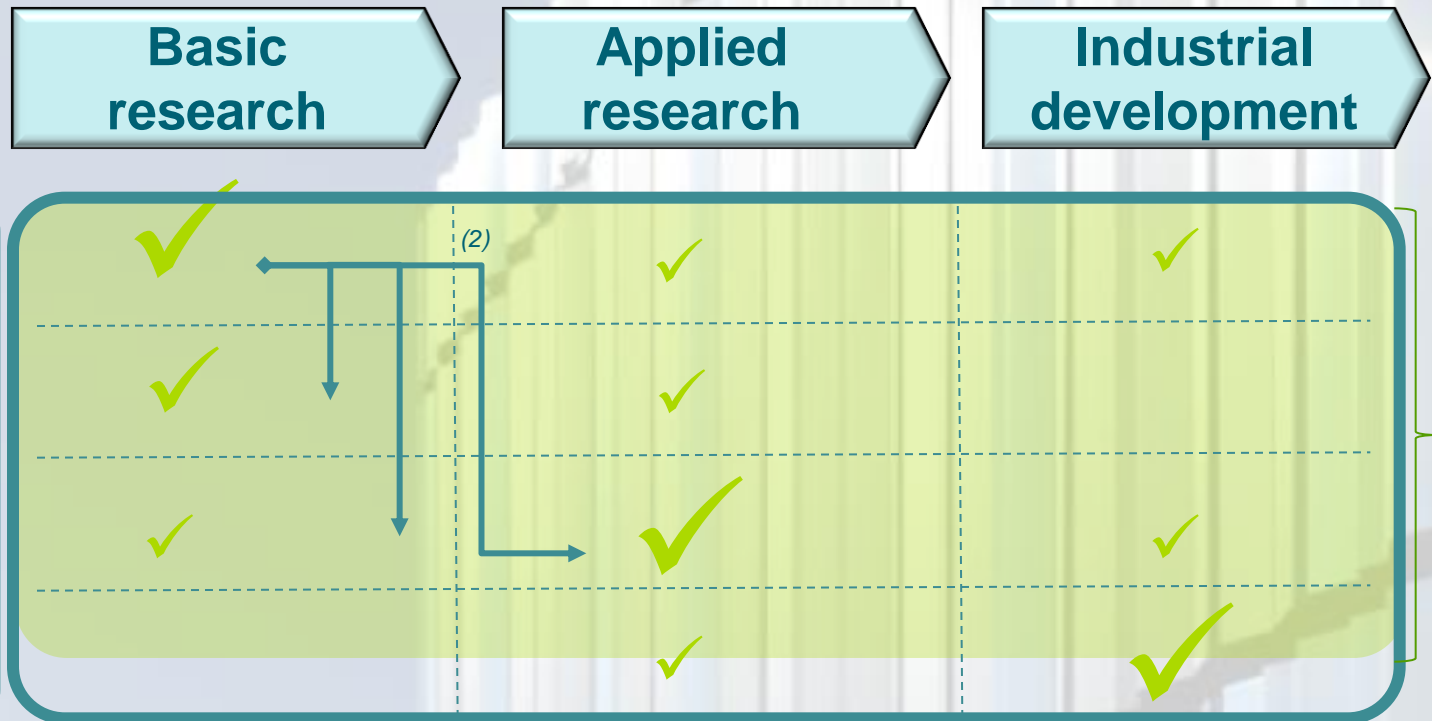 Basic
research
Applied
research
Industrial
development
(2)